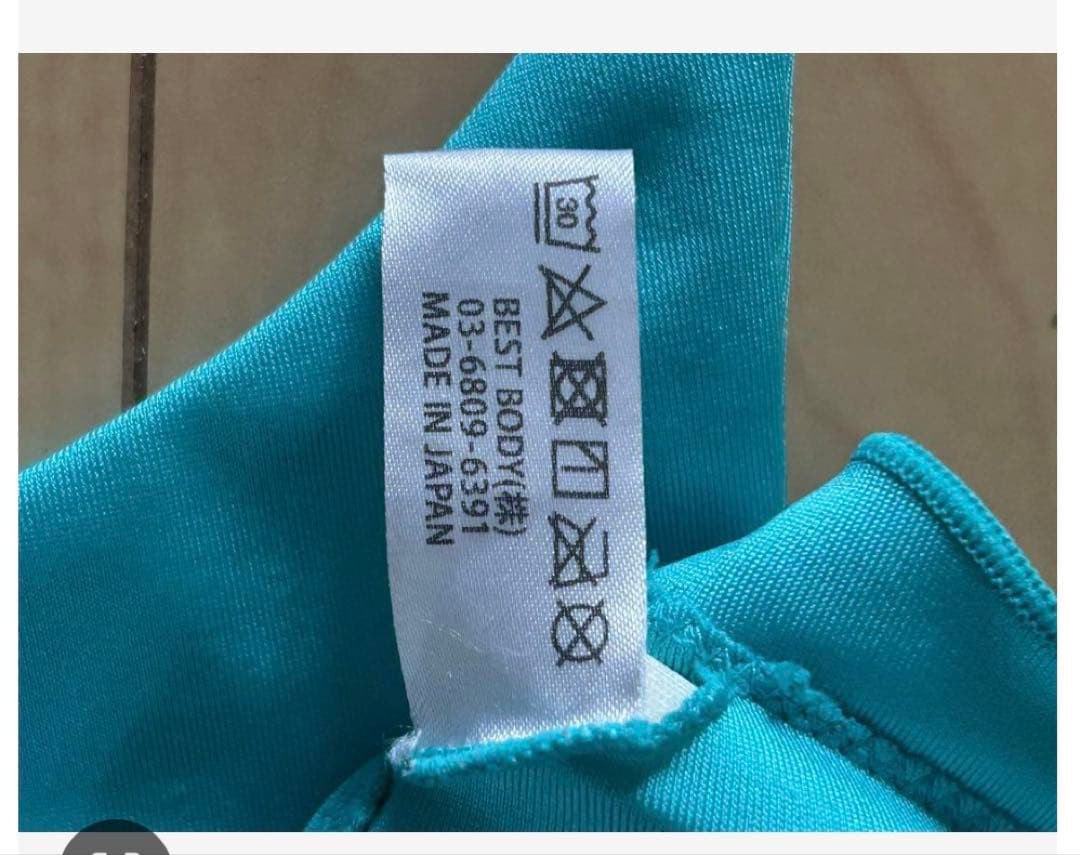 30
BEST BODY(株)
03-6809-6391
MADE IN JAPAN